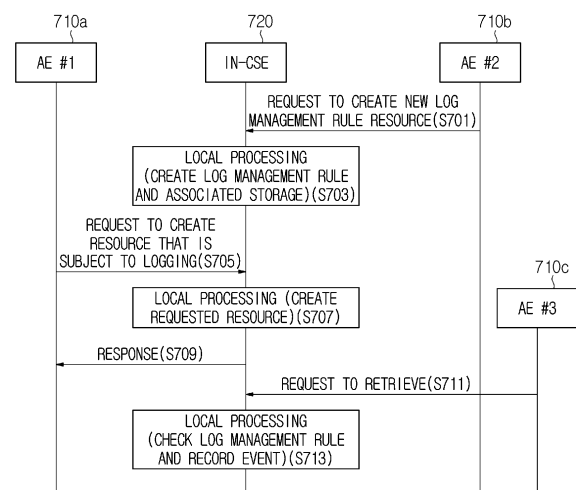 710a
720
710b
AE #1
IN-CSE
AE #2
REQUEST TO CREATE NEW LOG
MANAGEMENT RULE RESOURCE(S701)
LOCAL PROCESSING
(CREATE LOG MANAGEMENT RULE
AND ASSOCIATED STORAGE)(S703)
REQUEST TO CREATE
RESOURCE THAT IS
SUBJECT TO LOGGING(S705)
710c
AE #3
LOCAL PROCESSING (CREATE
REQUESTED RESOURCE)(S707)
RESPONSE(S709)
REQUEST TO RETRIEVE(S711)
LOCAL PROCESSING
(CHECK LOG MANAGEMENT RULE
AND RECORD EVENT)(S713)